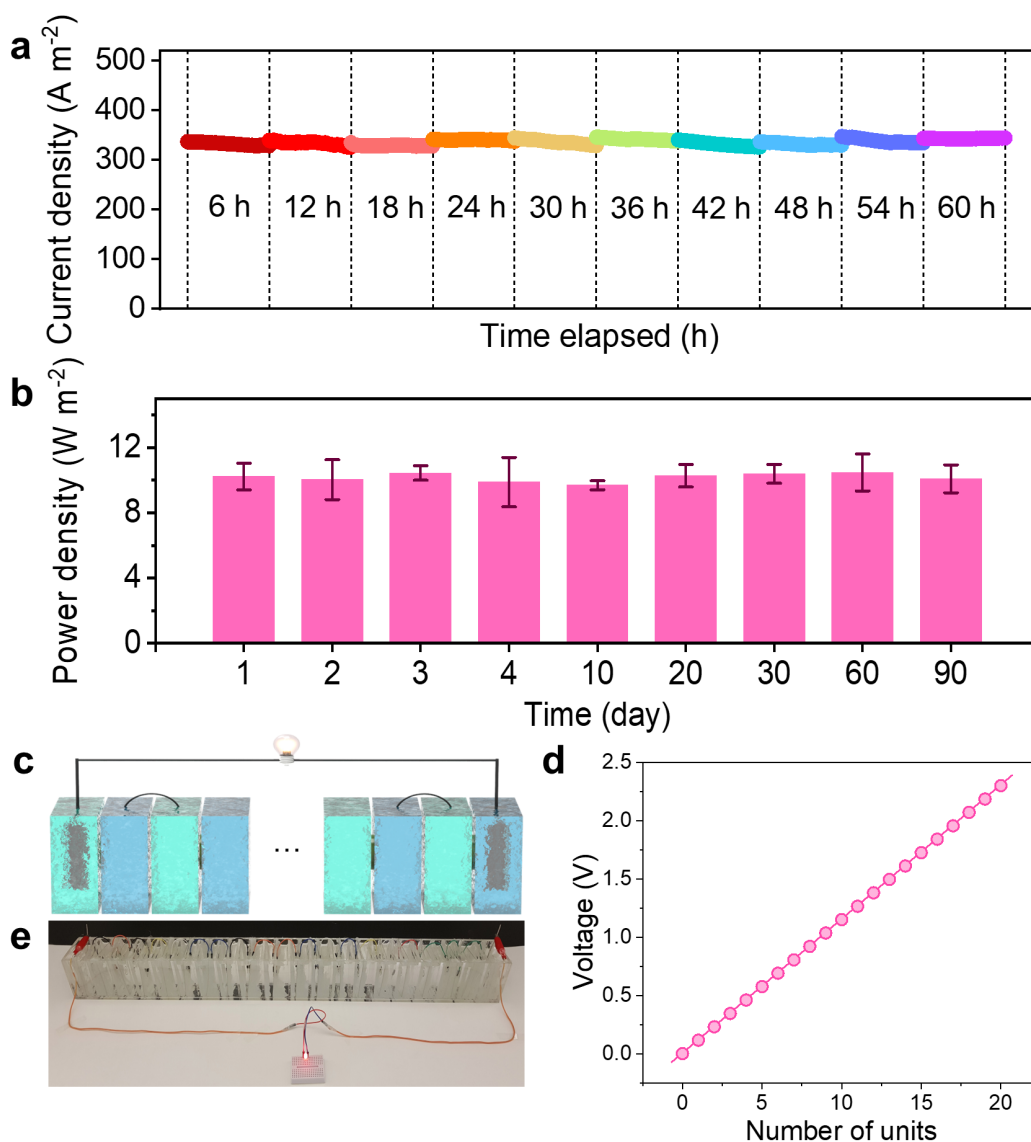 a
Current density (A m⁻²)
500
400
300
200
100
0
6 h 12 h 18 h 24 h 30 h 36 h 42 h 48 h 54 h 60 h
Time elapsed (h)
b
Power density (W m⁻²)
12
8
4
0
1 2 3 4 10 20 30 60 90
Time (day)
c
...
d
Voltage (V)
2.5
2.0
1.5
1.0
0.5
0.0
0 5 10 15 20
Number of units
e